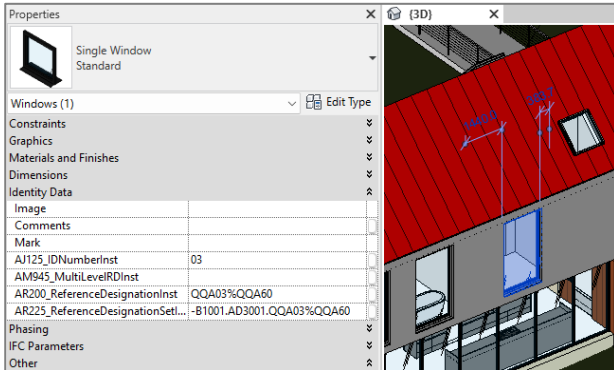 Properties
{3D}
Single Window
Standard
Windows (1)
Edit Type
Constraints
Graphics
Materials and Finishes
Dimensions
Identity Data
Image
Comments
Mark
AJ125_IDNumberInst 03
AM945_MultiLevelRDInst
AR200_ReferenceDesignationInst QQA03%QQA60
AR225_ReferenceDesignationSetI... -B1001.AD3001.QQA03%QQA60
Phasing
IFC Parameters
Other